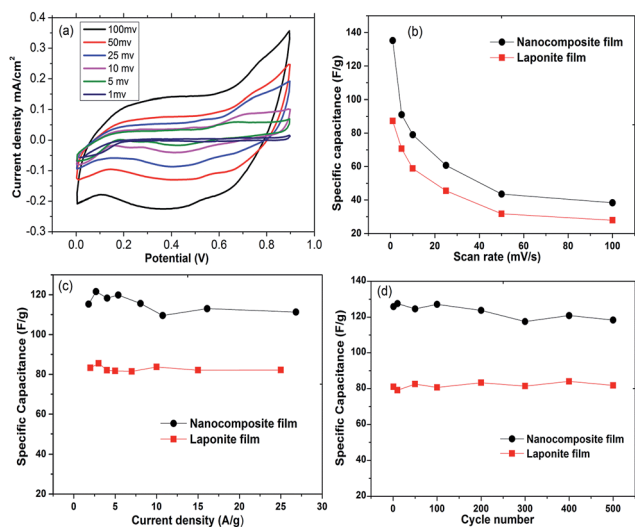 (a)
100mv
50mv
25 mv
10 mv
5 mv
1mv
Current density mA/cm²
0.4
0.3
0.2
0.1
0.0
-0.1
-0.2
-0.3
0.0 0.2 0.4 0.6 0.8 1.0
Potential (V)
(b)
Nanocomposite film
Laponite film
Specific capacitance (F/g)
140
120
100
80
60
40
20
0 20 40 60 80 100
Scan rate (mV/s)
(c)
Nanocomposite film
Laponite film
Specific Capacitance (F/g)
120
100
80
60
40
20
0 5 10 15 20 25
Current density (A/g)
(d)
Nanocomposite film
Laponite film
Specific Capacitance (F/g)
140
120
100
80
60
40
20
0 100 200 300 400 500
Cycle number